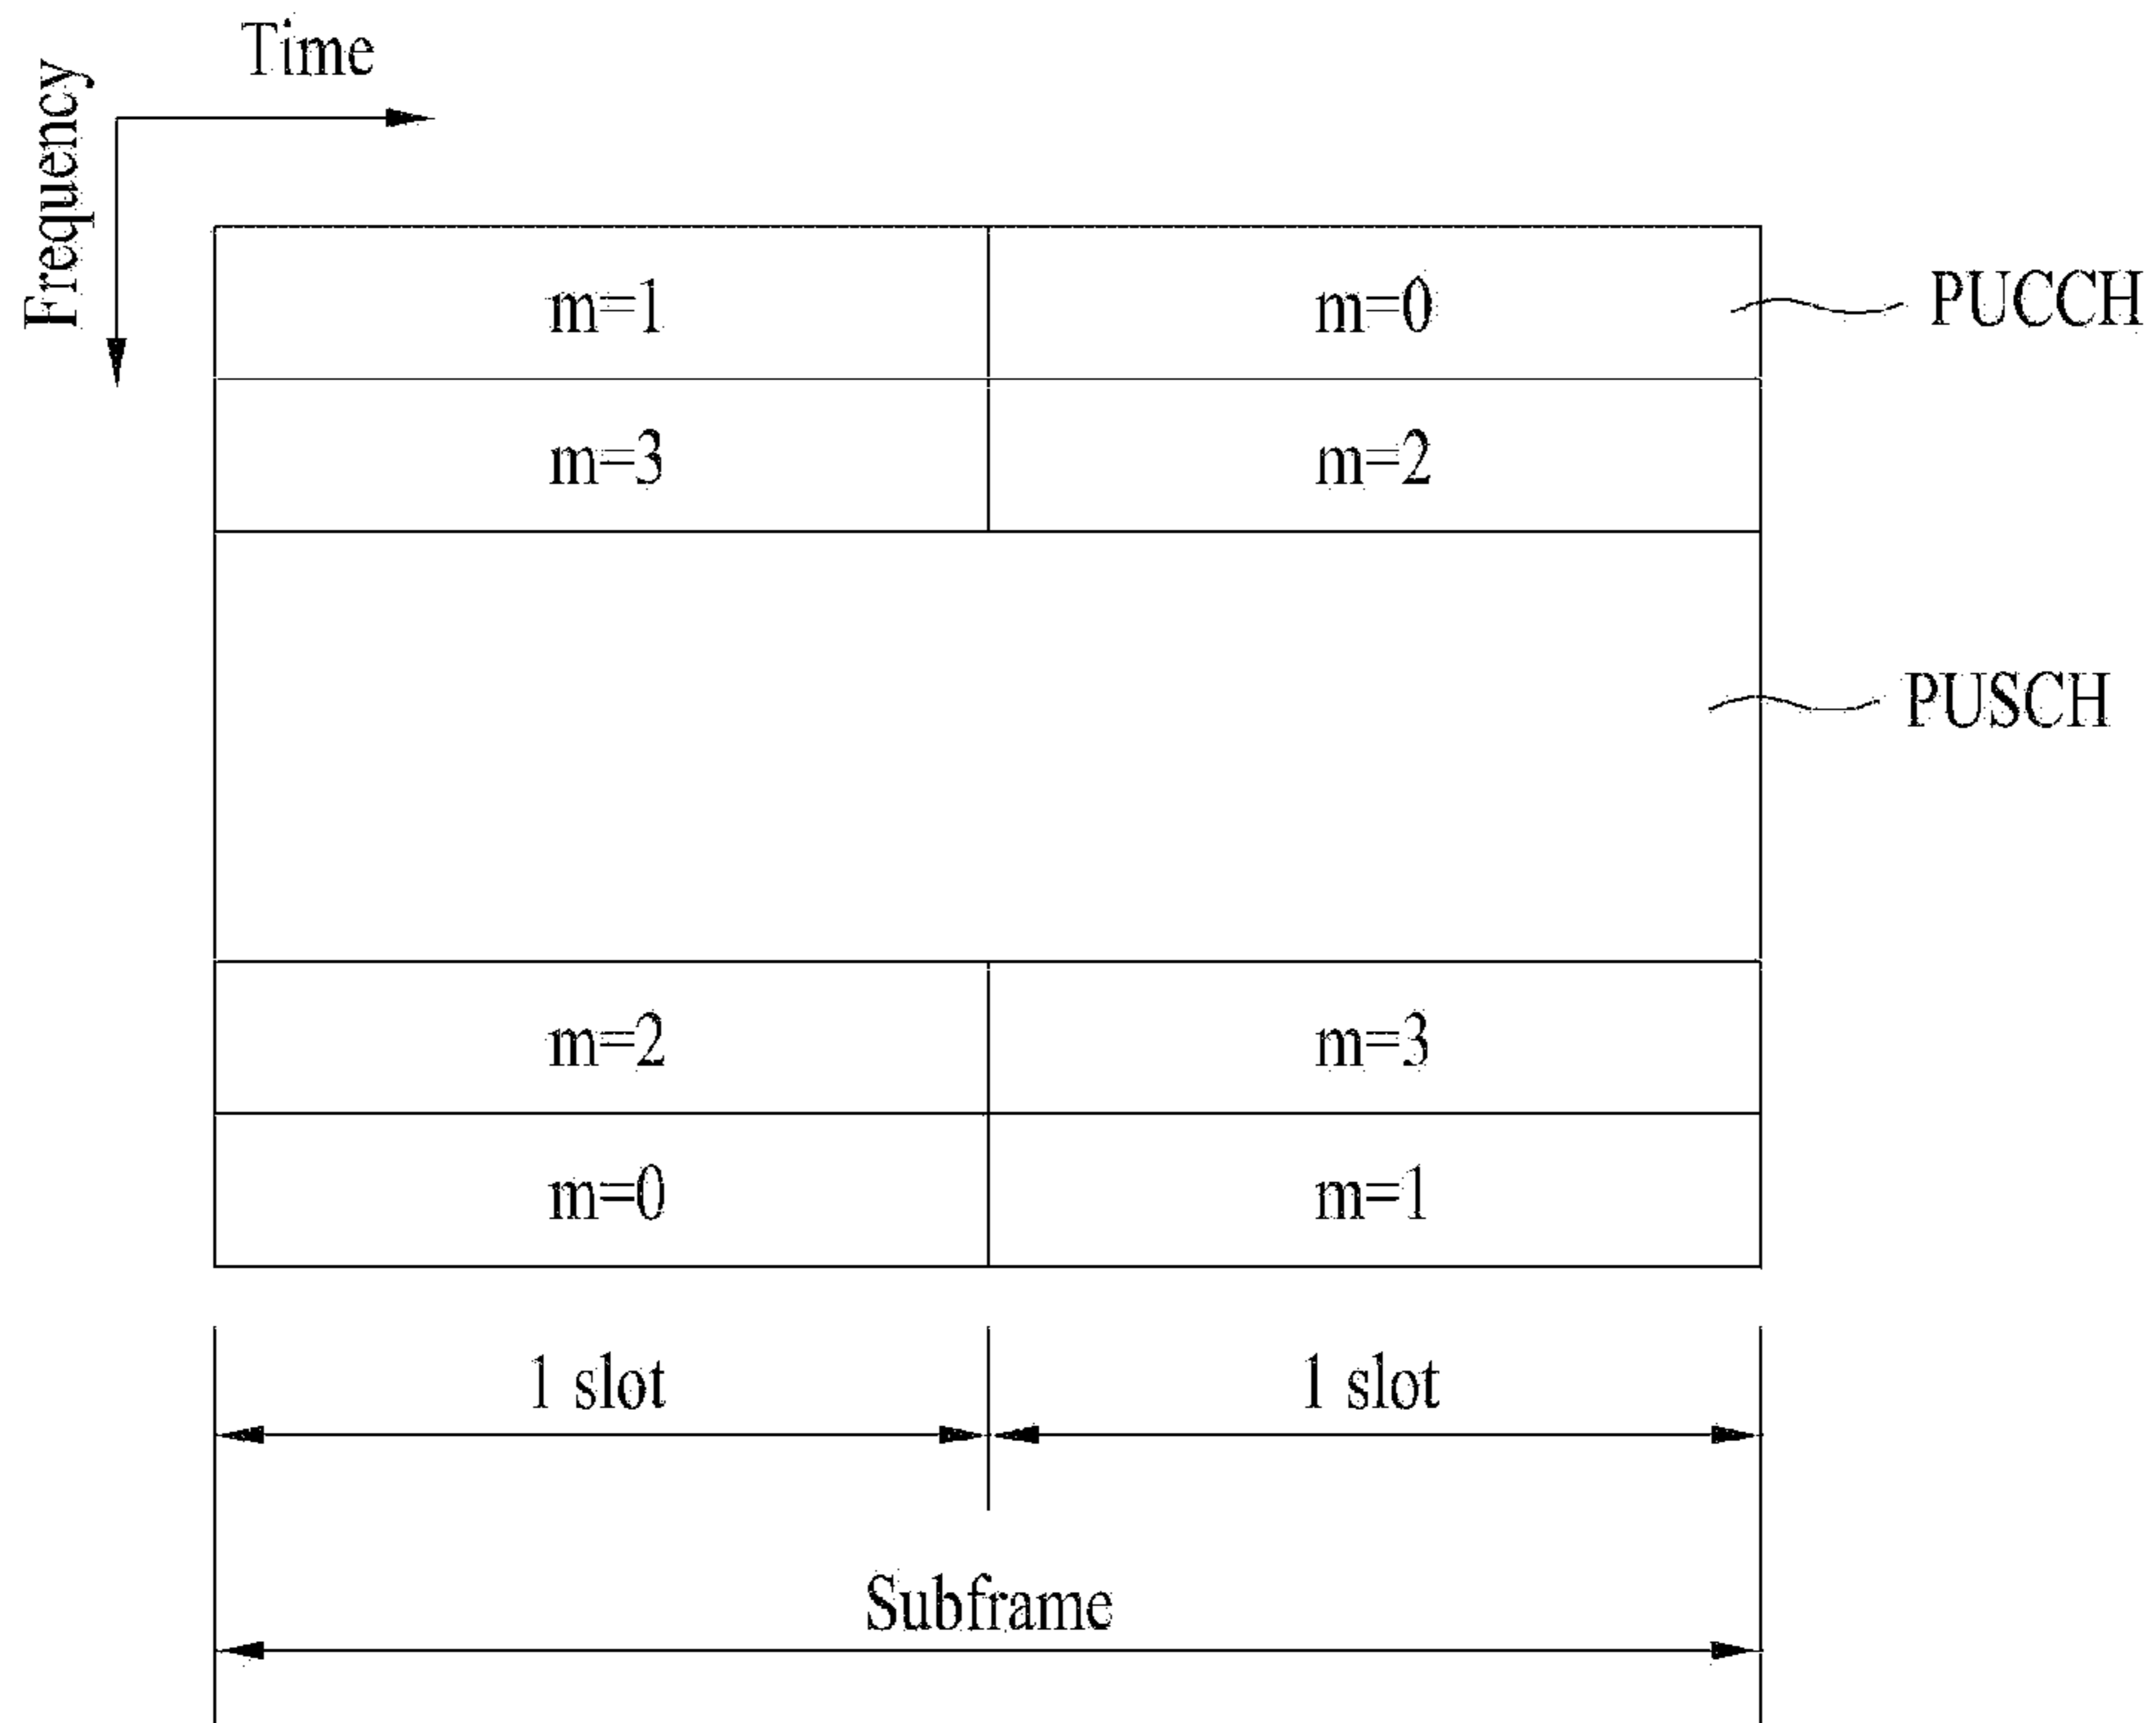 Time
Frequency
m=1 m=0 PUCCH
m=3 m=2
PUSCH
m=2 m=3
m=0 m=1
1 slot 1 slot
Subframe